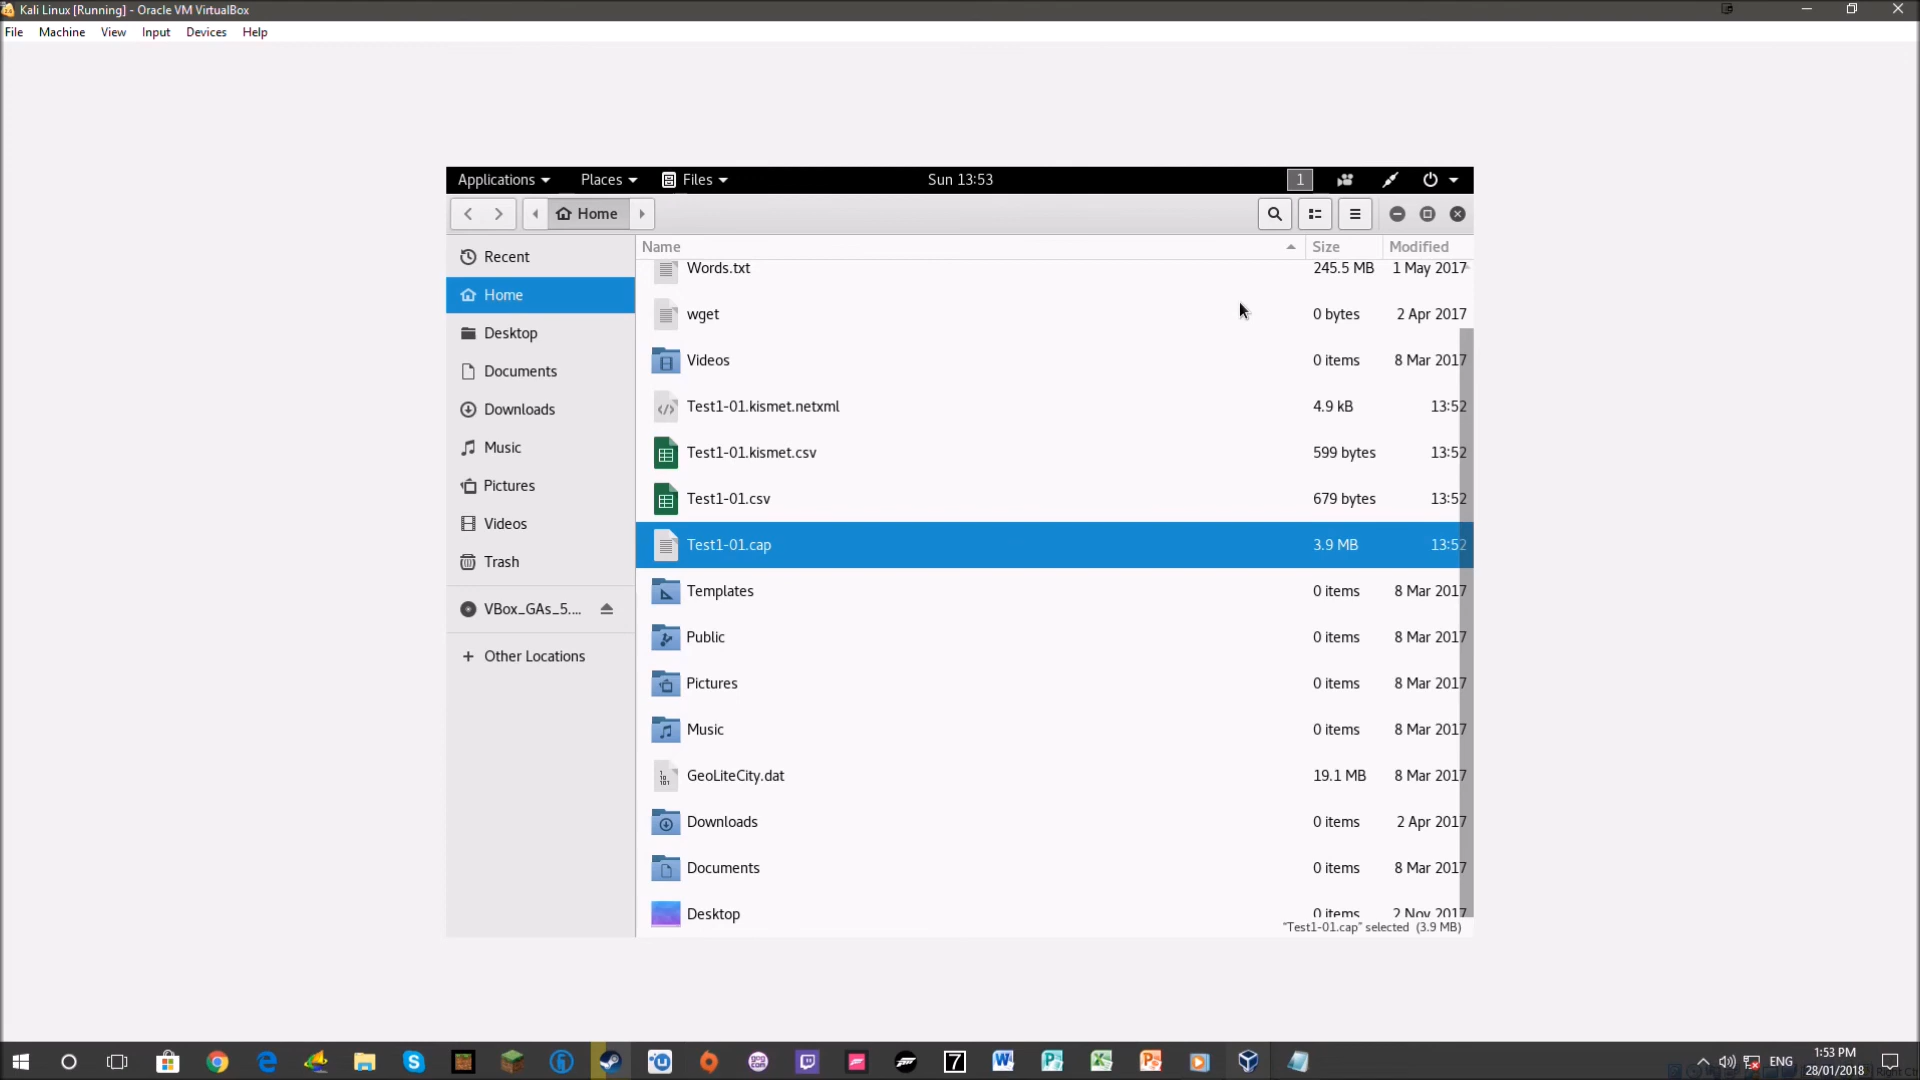 Kali Linux [Running] - Oracle VM VirtualBox
File Machine View Input Devices Help
Applications Places Files Sun 13:53 1
Home
Name Size Modified
Recent
Home
Desktop
Documents
Downloads
Music
Pictures
Videos
Trash
VBox_GAs_5....
+ Other Locations
Words.txt 245.5 MB 1 May 2017
wget 0 bytes 2 Apr 2017
Videos 0 items 8 Mar 2017
Test1-01.kismet.netxml 4.9 kB 13:52
Test1-01.kismet.csv 599 bytes 13:52
Test1-01.csv 679 bytes 13:52
Test1-01.cap 3.9 MB 13:52
Templates 0 items 8 Mar 2017
Public 0 items 8 Mar 2017
Pictures 0 items 8 Mar 2017
Music 0 items 8 Mar 2017
GeoLiteCity.dat 19.1 MB 8 Mar 2017
Downloads 0 items 2 Apr 2017
Documents 0 items 8 Mar 2017
Desktop 0 items 2 Nov 2017
"Test1-01.cap" selected (3.9 MB)
ENG
1:53 PM
28/01/2018